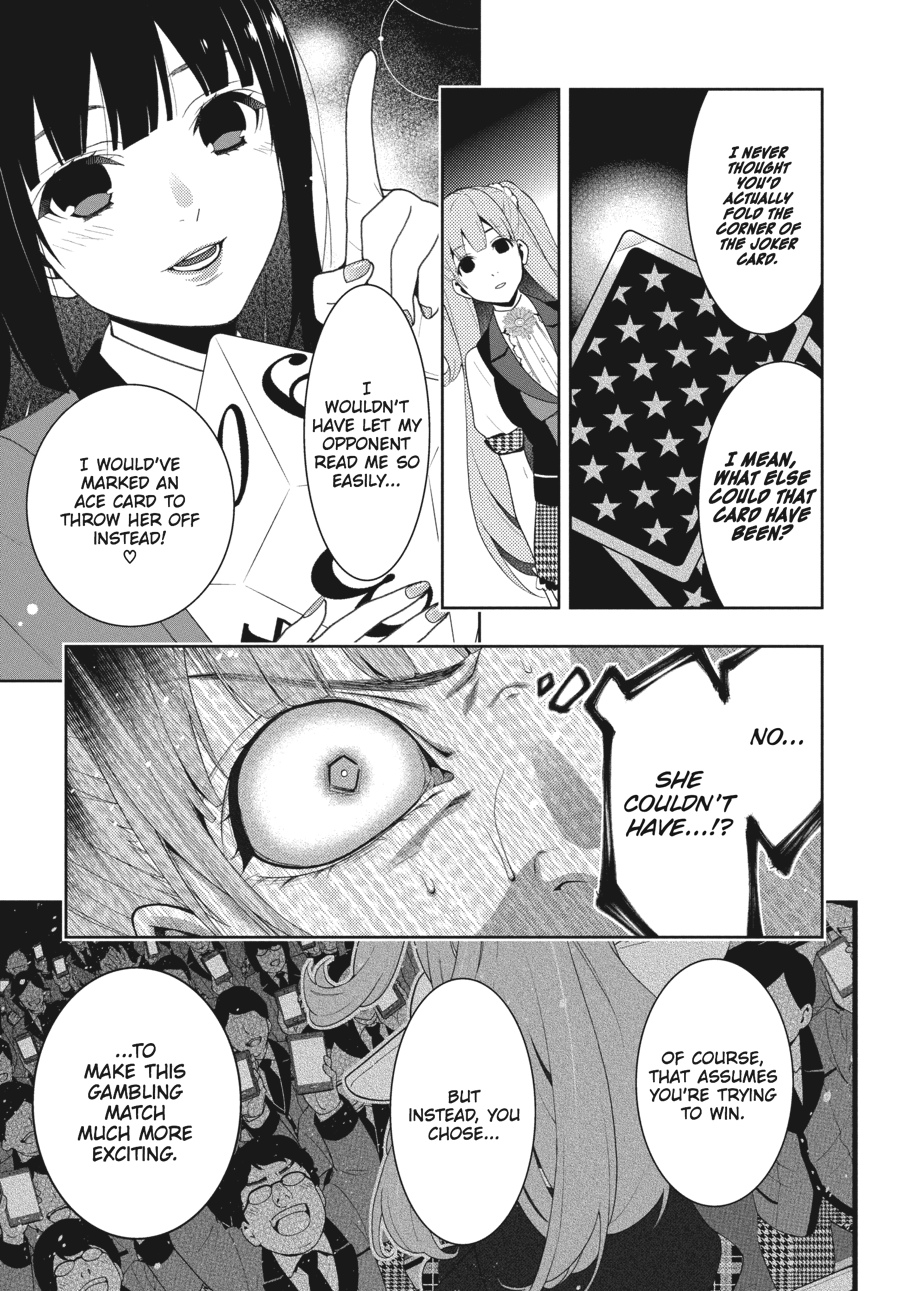 I NEVER
THOUGHT
YOU'D
ACTUALLY
FOLD THE
CORNER OF
THE JOKER
CARD.
I MEAN,
WHAT ELSE
COULD THAT
CARD HAVE
BEEN?
I
WOULDN'T
HAVE LET MY
OPPONENT
READ ME SO
EASILY...
I WOULD'VE
MARKED AN
ACE CARD TO
THROW HER OFF
INSTEAD!
♡
NO...
SHE
COULDN'T
HAVE...!?
OF COURSE,
THAT ASSUMES
YOU'RE TRYING
TO WIN.
BUT
INSTEAD, YOU
CHOSE...
...TO
MAKE THIS
GAMBLING
MATCH
MUCH MORE
EXCITING.